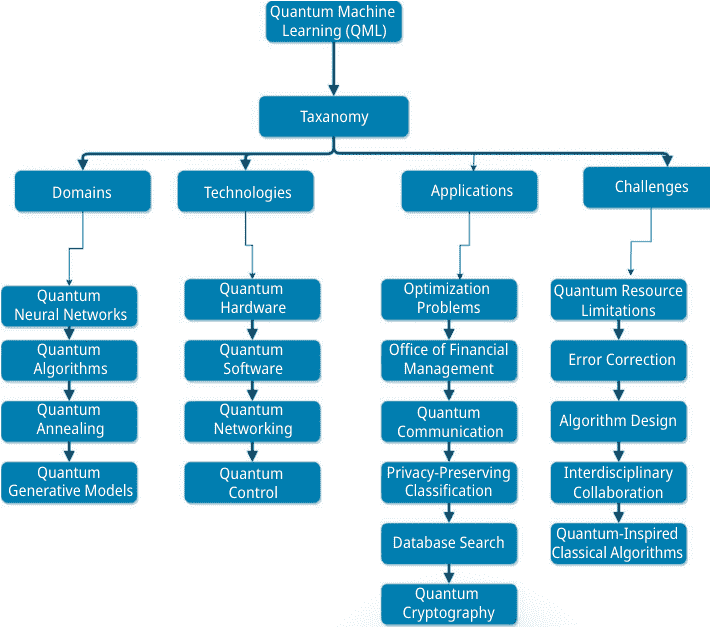 Quantum Machine
Learning (QML)
Taxanomy
Domains
Technologies
Applications
Challenges
Quantum
Neural Networks
Quantum
Algorithms
Quantum
Annealing
Quantum
Generative Models
Quantum
Hardware
Quantum
Software
Quantum
Networking
Quantum
Control
Optimization
Problems
Office of Financial
Management
Quantum
Communication
Privacy-Preserving
Classification
Database Search
Quantum
Cryptography
Quantum Resource
Limitations
Error Correction
Algorithm Design
Interdisciplinary
Collaboration
Quantum-Inspired
Classical Algorithms